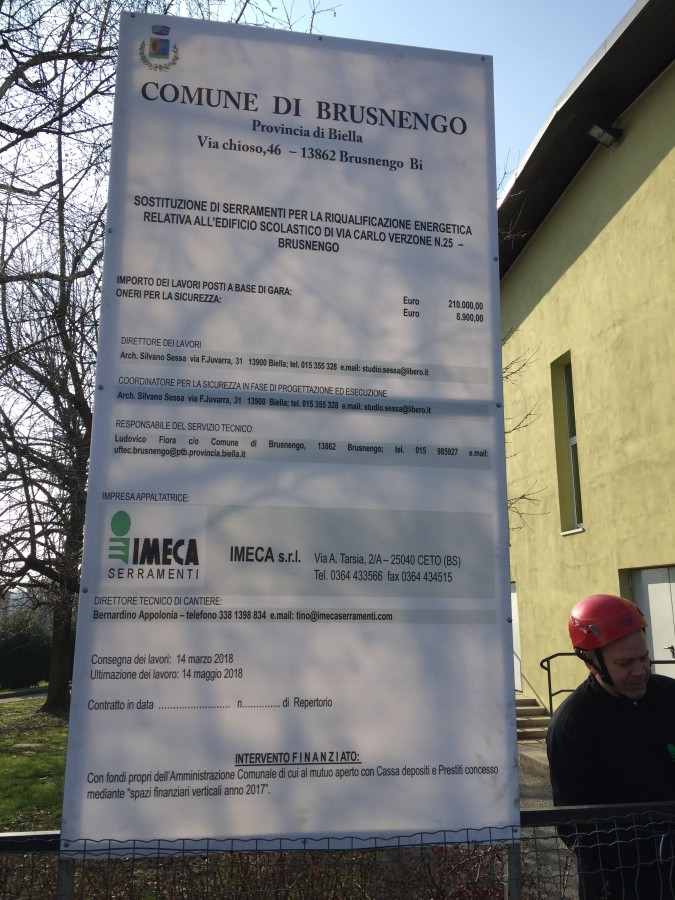 COMUNE DI BRUSNENGO
Provincia di Biella
Via chioso,46 – 13862 Brusnengo Bi
SOSTITUZIONE DI SERRAMENTI PER LA RIQUALIFICAZIONE ENERGETICA
RELATIVA ALL'EDIFICIO SCOLASTICO DI VIA CARLO VERZONE N.25 –
BRUSNENGO
IMPORTO DEI LAVORI POSTI A BASE DI GARA: Euro 210.000,00
ONERI PER LA SICUREZZA: Euro 8.900,00
DIRETTORE DEI LAVORI
Arch. Silvano Sessa via F.Juvarra, 31 13900 Biella; tel. 015 355 328 e.mail: studio.sessa@libero.it
COORDINATORE PER LA SICUREZZA IN FASE DI PROGETTAZIONE ED ESECUZIONE
Arch. Silvano Sessa via F.Juvarra, 31 13900 Biella; tel. 015 355 328 e.mail: studio.sessa@libero.it
RESPONSABILE DEL SERVIZIO TECNICO:
Ludovico Fiora c/o Comune di Brusnengo, 13862 Brusnengo; tel. 015 985927 e.mail:
uftec.brusnengo@ptb.provincia.biella.it
IMPRESA APPALTATRICE:
IMECA
SERRAMENTI
IMECA s.r.l. Via A. Tarsia, 2/A – 25040 CETO (BS)
Tel. 0364 433566 fax 0364 434515
DIRETTORE TECNICO DI CANTIERE:
Bernardino Appolonia – telefono 338 1398 834 e.mail: tino@imecaserramenti.com
Consegna dei lavori: 14 marzo 2018
Ultimazione dei lavoro: 14 maggio 2018
Contratto in data ........................ n............. di Repertorio
INTERVENTO FINANZIATO:
Con fondi propri dell'Amministrazione Comunale di cui al mutuo aperto con Cassa depositi e Prestiti concesso
mediante "spazi finanziari verticali anno 2017".